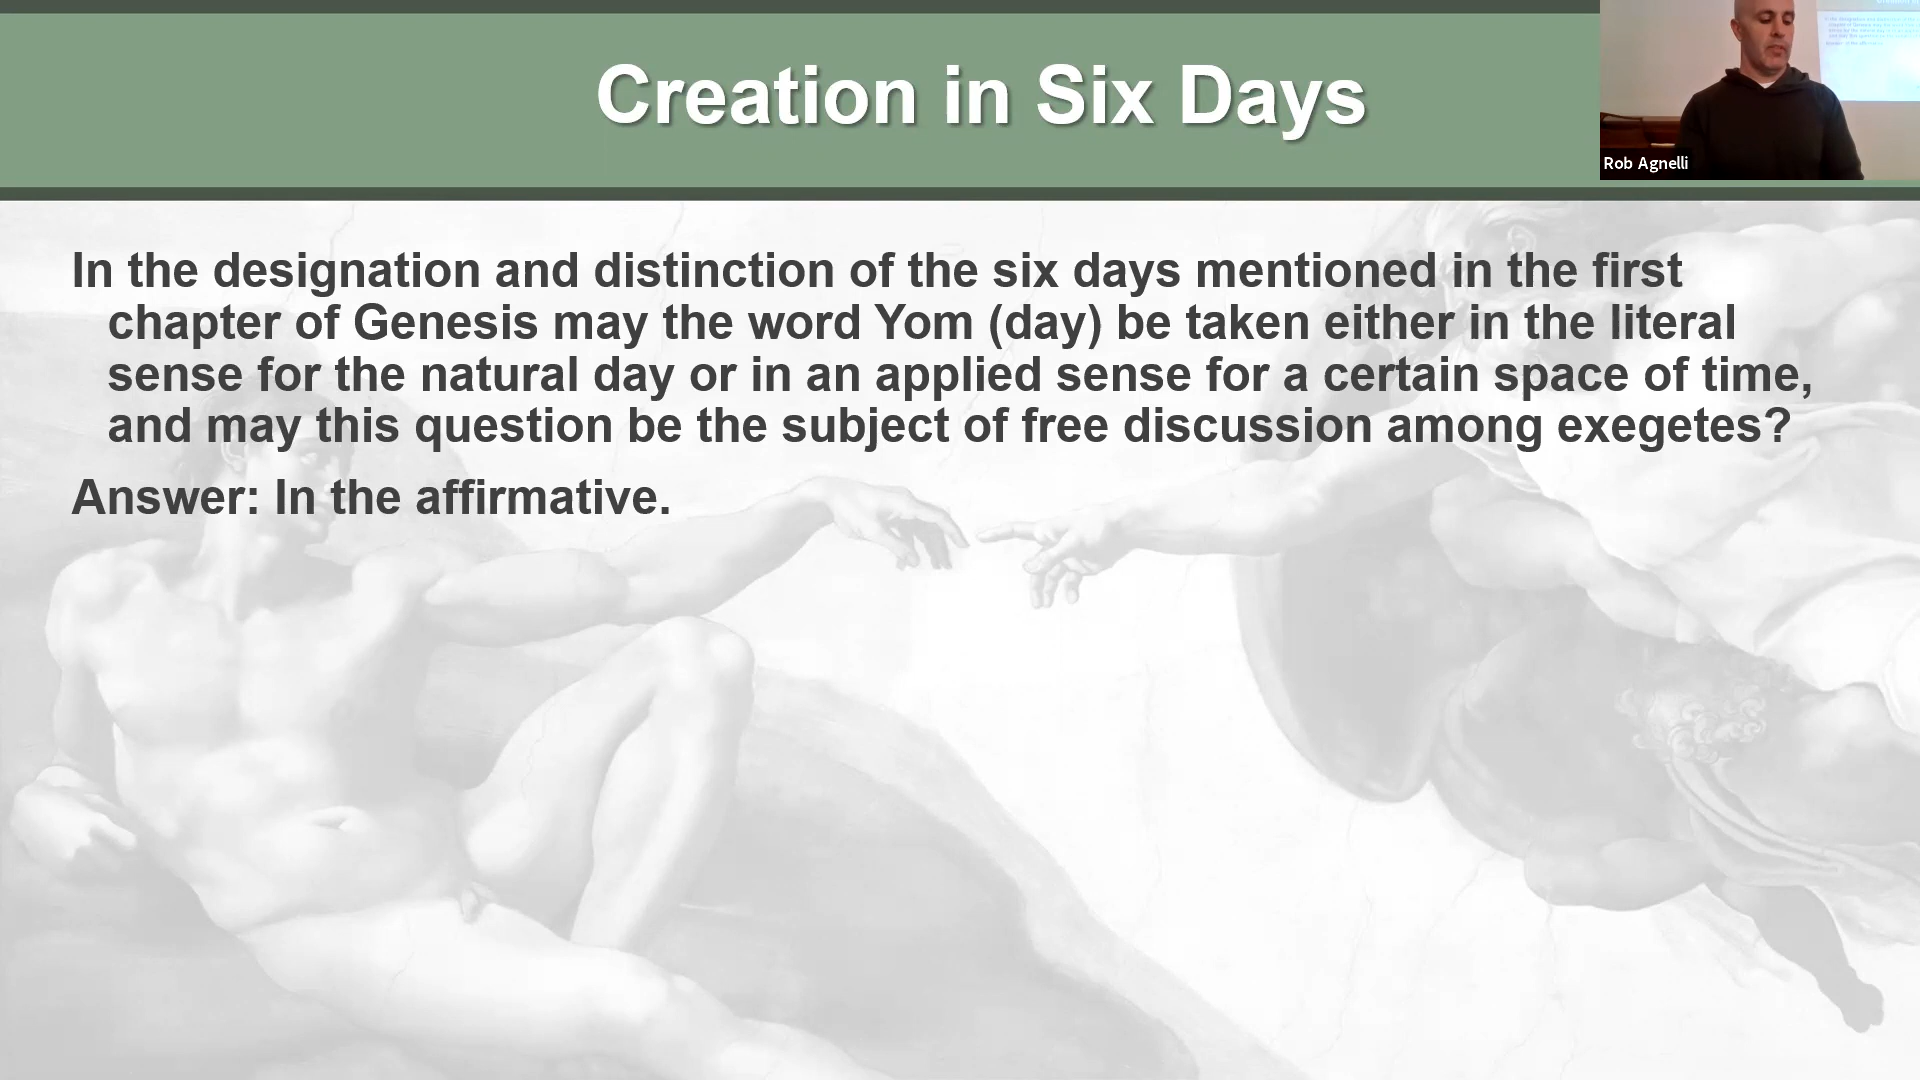 Creation in Six Days
Rob Agnelli
In the designation and distinction of the six days mentioned in the first
chapter of Genesis may the word Yom (day) be taken either in the literal
sense for the natural day or in an applied sense for a certain space of time,
and may this question be the subject of free discussion among exegetes?
Answer: In the affirmative.